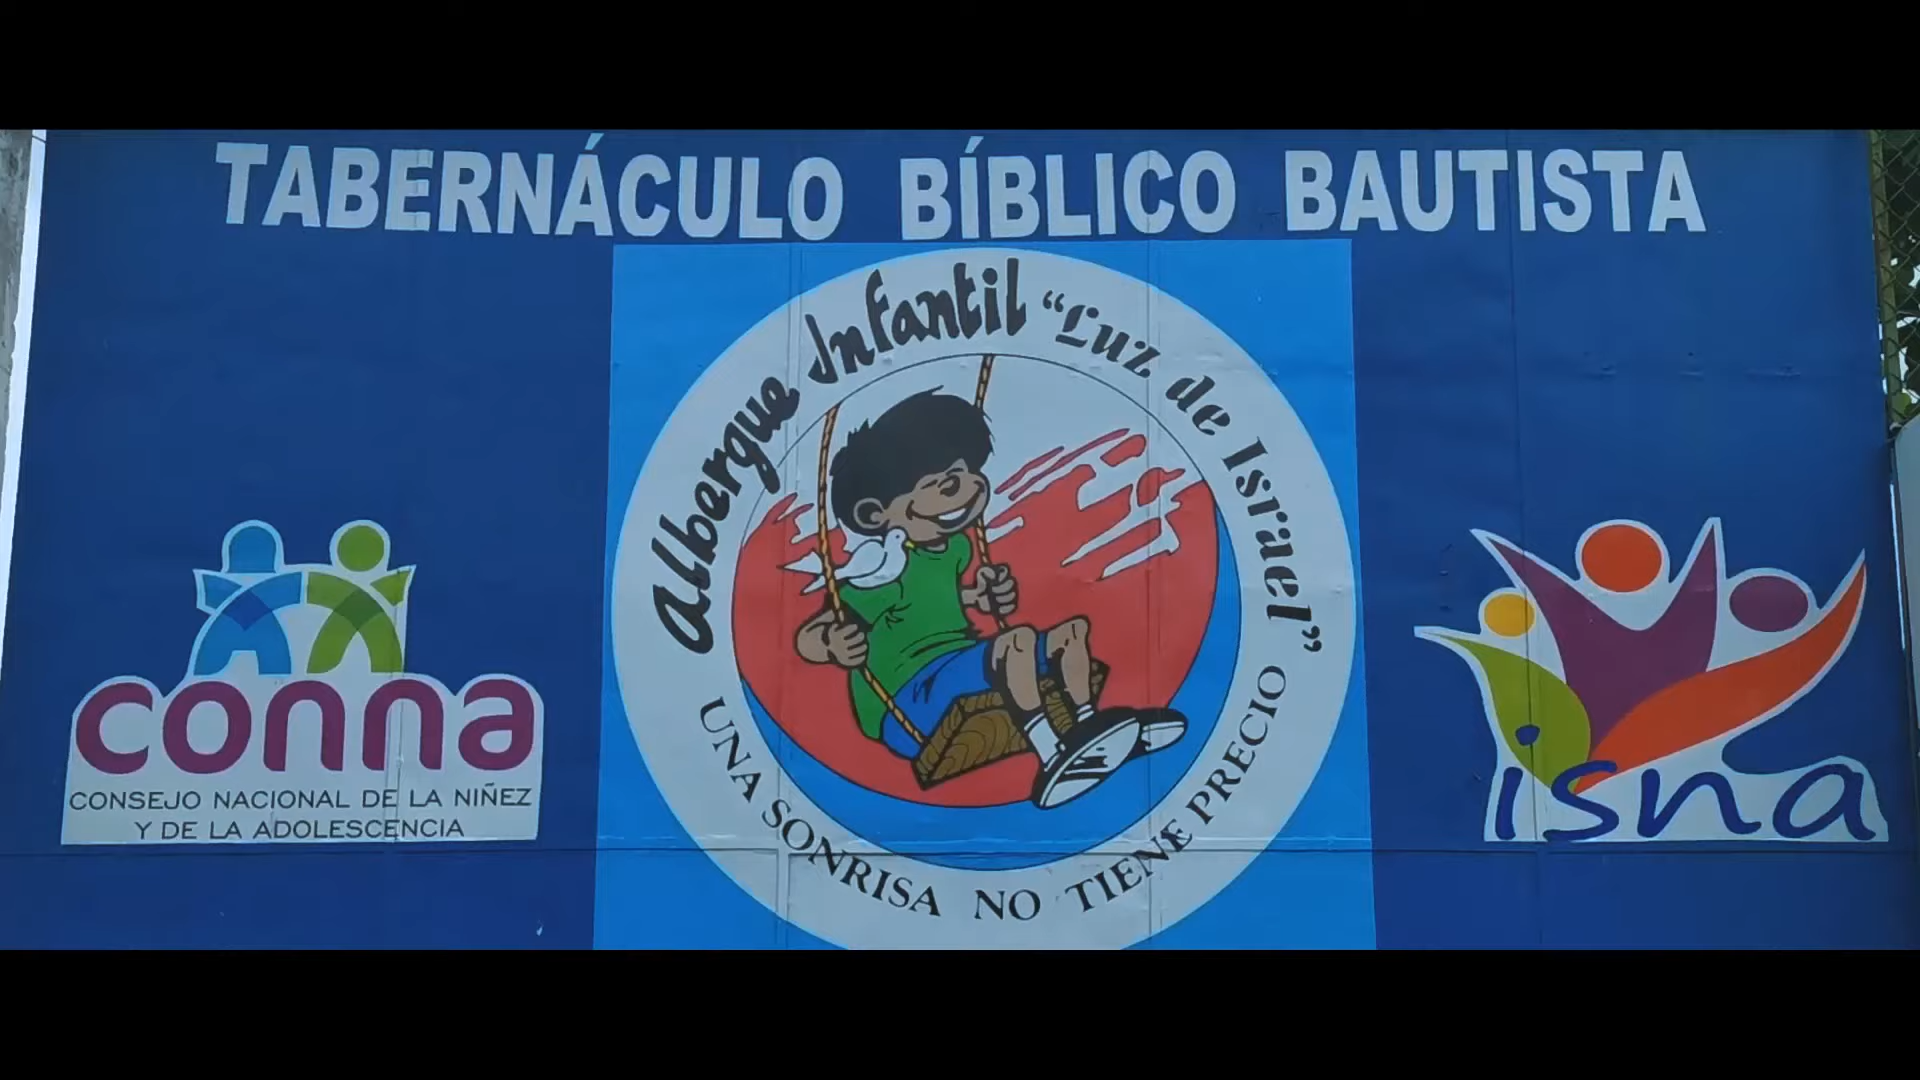 TABERNÁCULO BÍBLICO BAUTISTA
Albergue Infantil "Luz de Israel"
UNA SONRISA NO TIENE PRECIO
conna
CONSEJO NACIONAL DE LA NIÑEZ
Y DE LA ADOLESCENCIA
isna